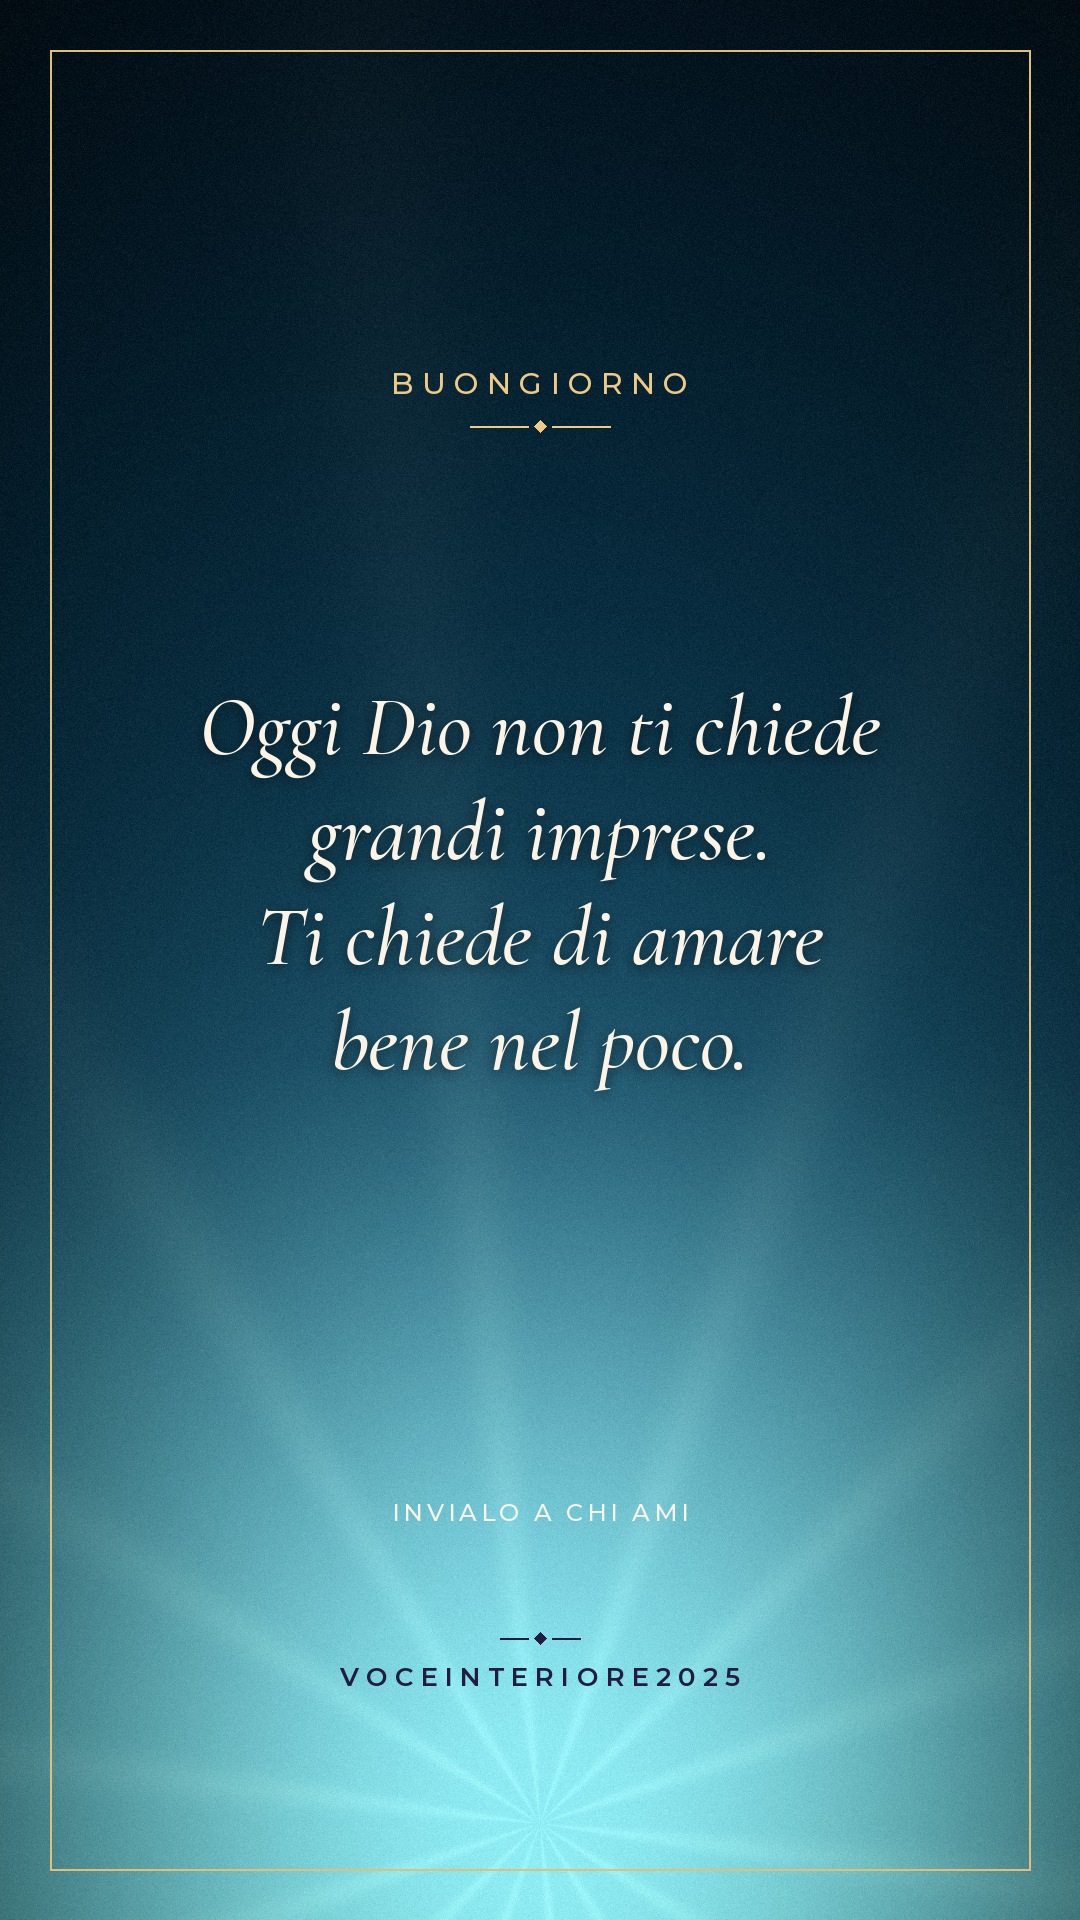 BUONGIORNO
Oggi Dio non ti chiede
grandi imprese.
Ti chiede di amare
bene nel poco.
INVIALO A CHI AMI
VOCEINTERIORE2025